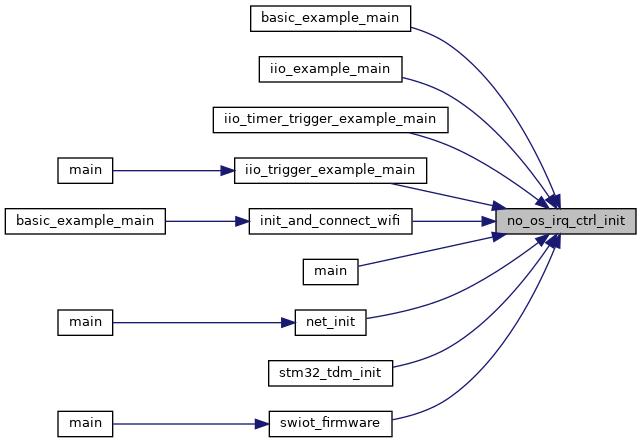 basic_example_main
iio_example_main
iio_timer_trigger_example_main
main
iio_trigger_example_main
basic_example_main
init_and_connect_wifi
no_os_irq_ctrl_init
main
main
net_init
stm32_tdm_init
main
swiot_firmware